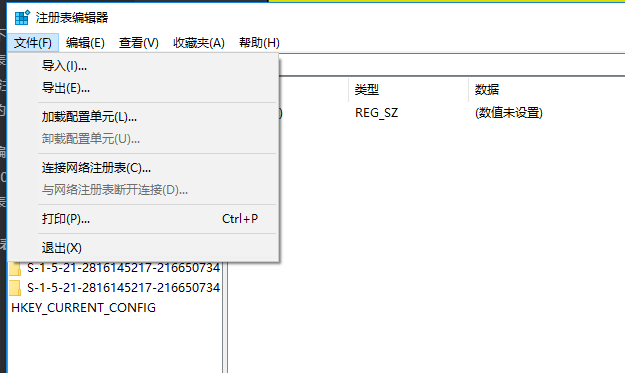 注册表编辑器
文件(F) 编辑(E) 查看(V) 收藏夹(A) 帮助(H)
导入(I)...
导出(E)...
类型 数据
加载配置单元(L)... ) REG_SZ (数值未设置)
卸载配置单元(U)...
连接网络注册表(C)...
与网络注册表断开连接(D)...
打印(P)... Ctrl+P
退出(X)
S-1-5-21-2816145217-216650734
S-1-5-21-2816145217-216650734
HKEY_CURRENT_CONFIG